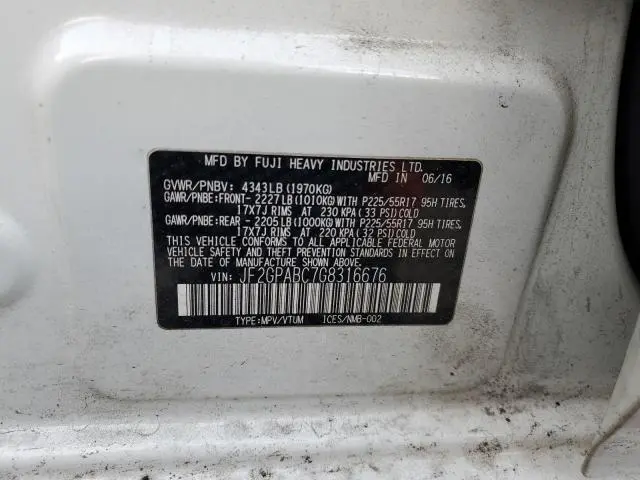 MFD BY FUJI HEAVY INDUSTRIES LTD.
MFD IN 06/16
GVWR/PNBV: 4343LB(1970KG)
GAWR/PNBE:FRONT- 2227LB(1010KG)WITH P225/55R17 95H TIRES,
17X7J RIMS AT 230 KPA(33 PSI)COLD
GAWR/PNBE:REAR - 2205LB(1000KG)WITH P225/55R17 95H TIRES,
17X7J RIMS AT 220 KPA(32 PSI)COLD
THIS VEHICLE CONFORMS TO ALL APPLICABLE FEDERAL MOTOR
VEHICLE SAFETY AND THEFT PREVENTION STANDARDS
IN EFFECT ON THE DATE OF MANUFACTURE SHOWN ABOVE.
VIN: JF2GPABC7G8316676
TYPE:MPV/VTUM ICES/NMB-002